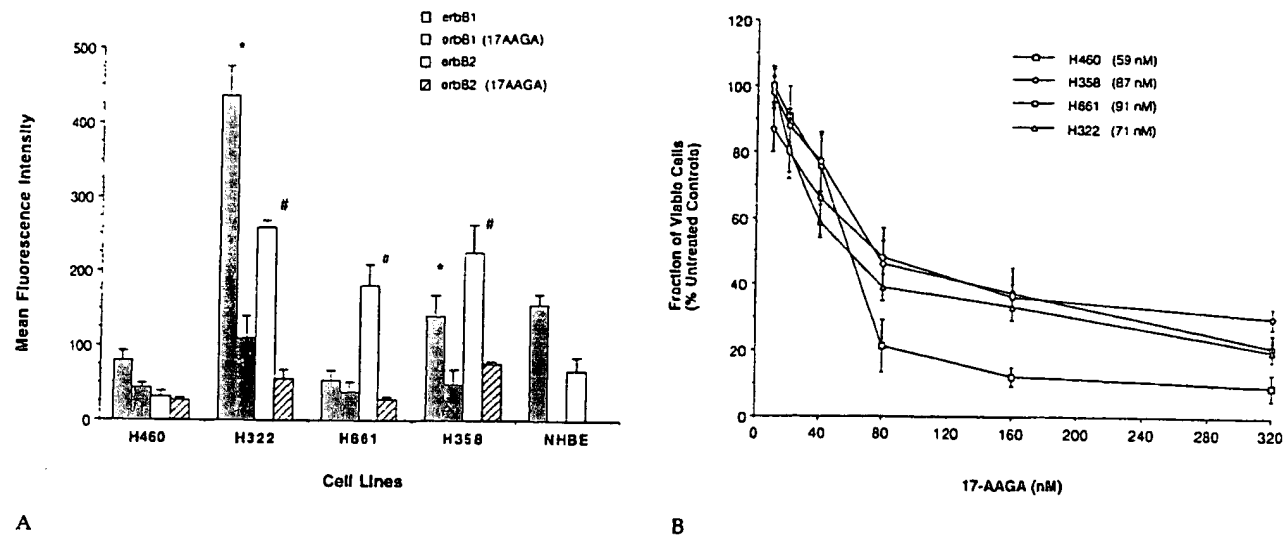 erbB1
erbB1 (17AAGA)
erbB2
erbB2 (17AAGA)
Mean Fluorescence Intensity
500
400
300
250
150
100
50
0
*
#
#
*
#
H460
H322
H661
H358
NHBE
Cell Lines
A
Fraction of Viable Cells
(% Untreated Controls)
120
100
80
60
40
20
0
H460 (59 nM)
H358 (87 nM)
H661 (91 nM)
H322 (71 nM)
0 40 80 120 160 200 240 280 320
17-AAGA (nM)
B